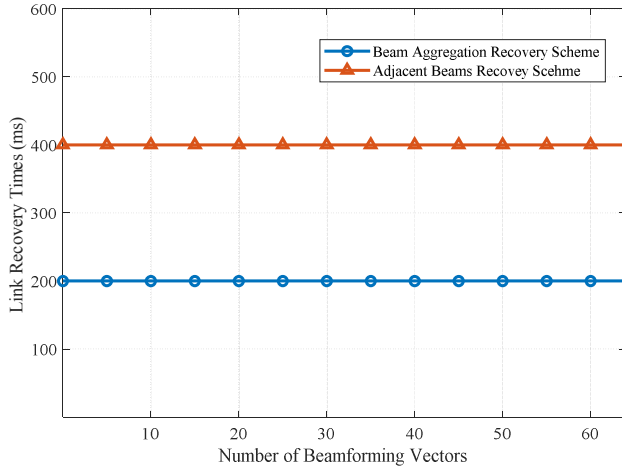 600
500
400
300
200
100
Link Recovery Times (ms)
Beam Aggregation Recovery Scheme
Adjacent Beams Recovey Scehme
10 20 30 40 50 60
Number of Beamforming Vectors